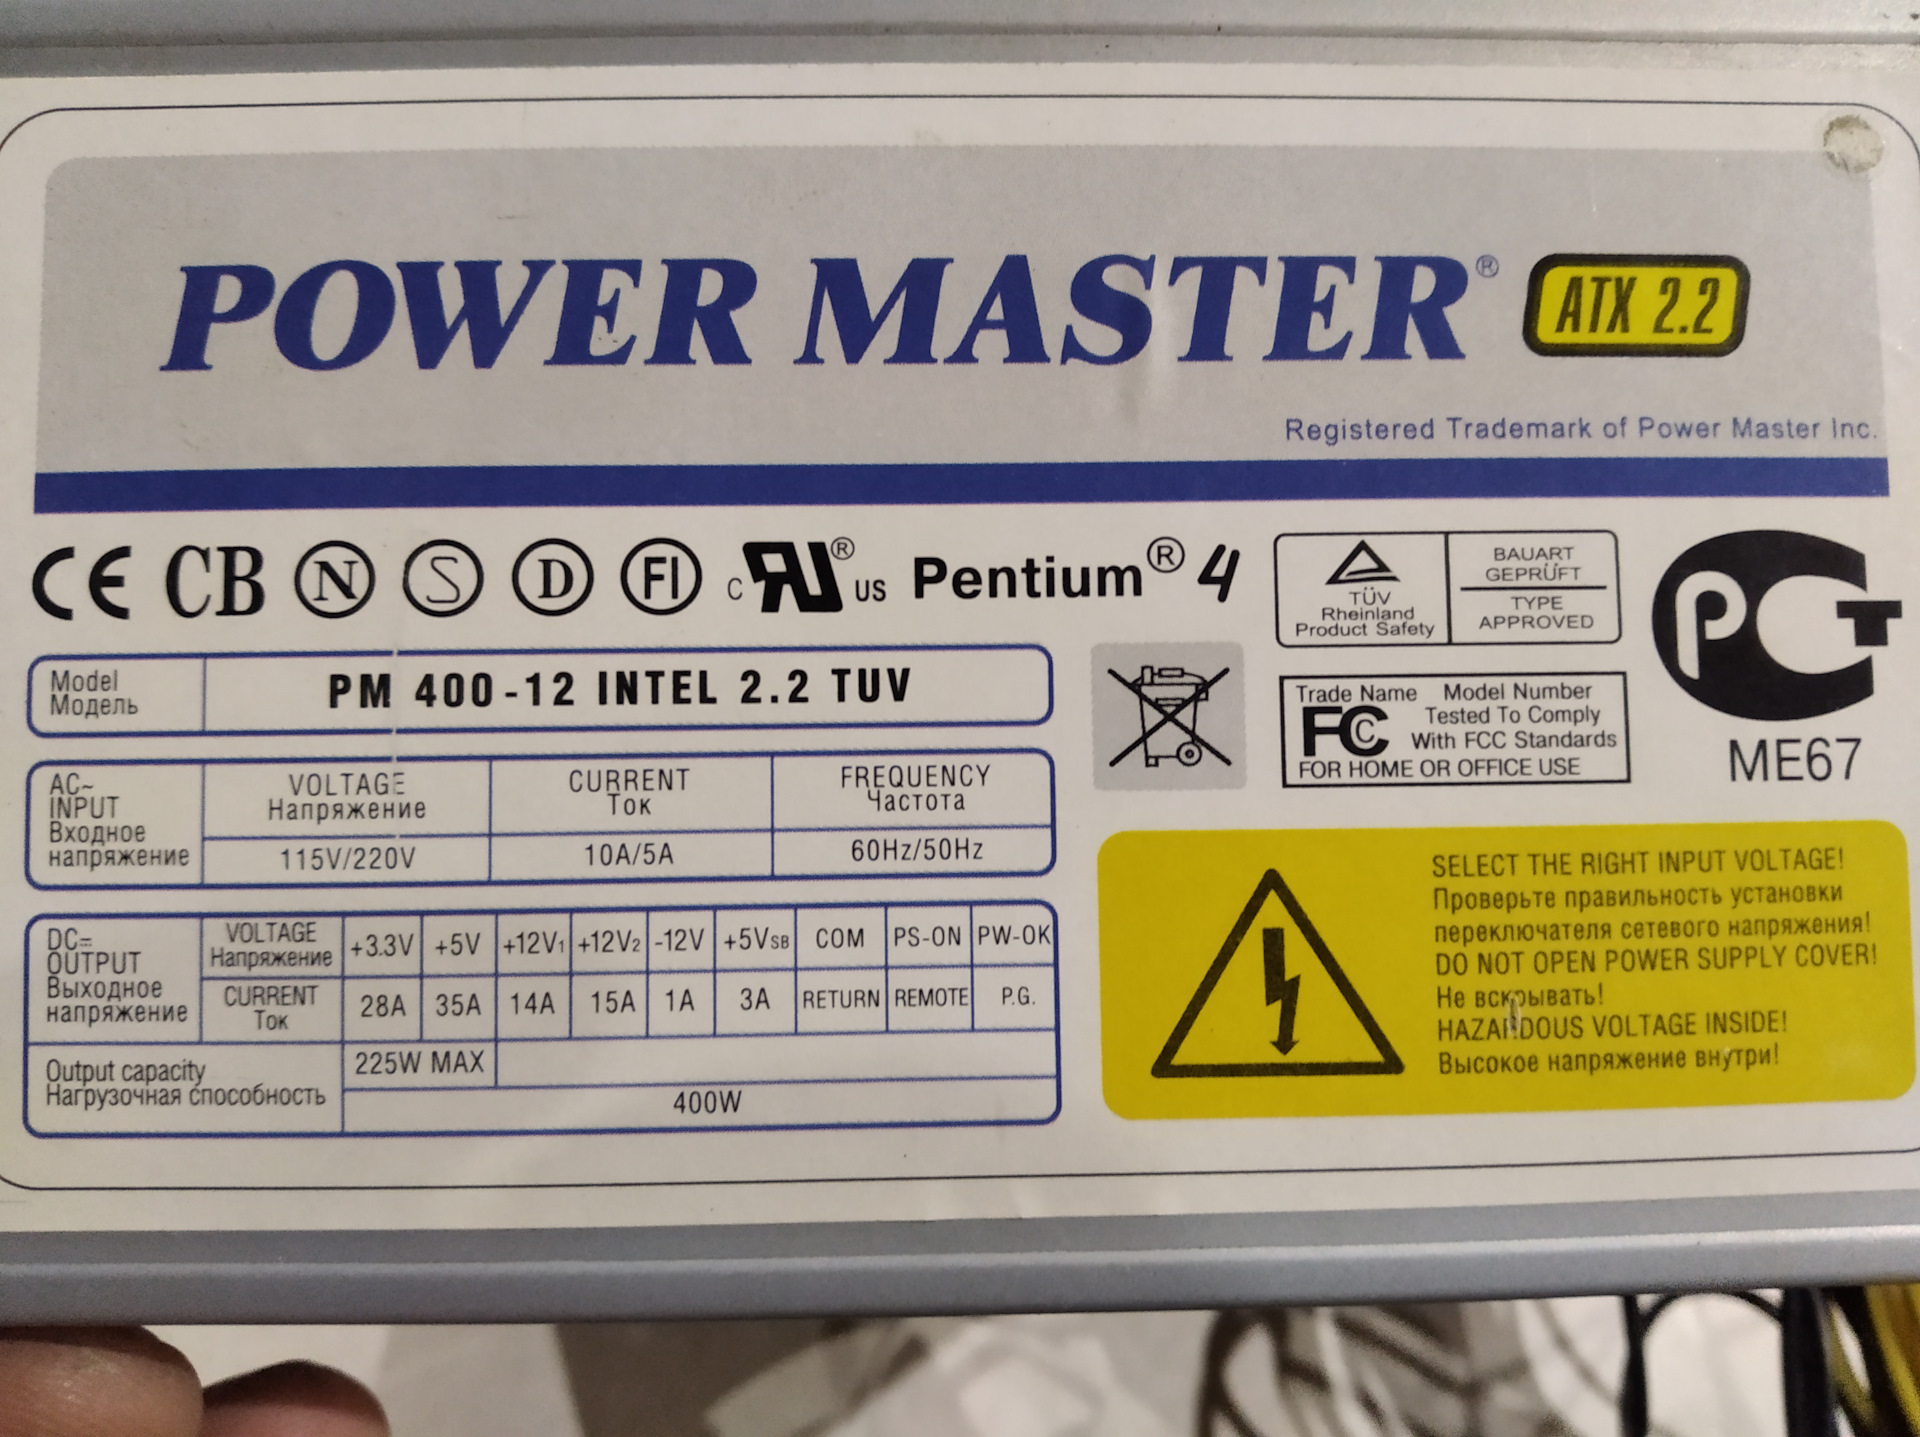 POWER MASTER® ATX 2.2
Registered Trademark of Power Master Inc.
CE CB N S D FI c RU® US Pentium® 4
TÜV
Rheinland
Product Safety
BAUART
GEPRÜFT
TYPE
APPROVED
PCT
ME67
Model
Модель
PM 400-12 INTEL 2.2 TUV
Trade Name Model Number
FC Tested To Comply
With FCC Standards
FOR HOME OR OFFICE USE
AC~
INPUT
Входное
напряжение
VOLTAGE
Напряжение
CURRENT
Ток
FREQUENCY
Частота
115V/220V 10A/5A 60Hz/50Hz
DC=
OUTPUT
Выходное
напряжение
VOLTAGE
Напряжение
+3.3V +5V +12V1 +12V2 -12V +5VSB COM PS-ON PW-OK
CURRENT
Ток
28A 35A 14A 15A 1A 3A RETURN REMOTE P.G.
Output capacity
Нагрузочная способность
225W MAX
400W
SELECT THE RIGHT INPUT VOLTAGE!
Проверьте правильность установки
переключателя сетевого напряжения!
DO NOT OPEN POWER SUPPLY COVER!
Не вскрывать!
HAZARDOUS VOLTAGE INSIDE!
Высокое напряжение внутри!